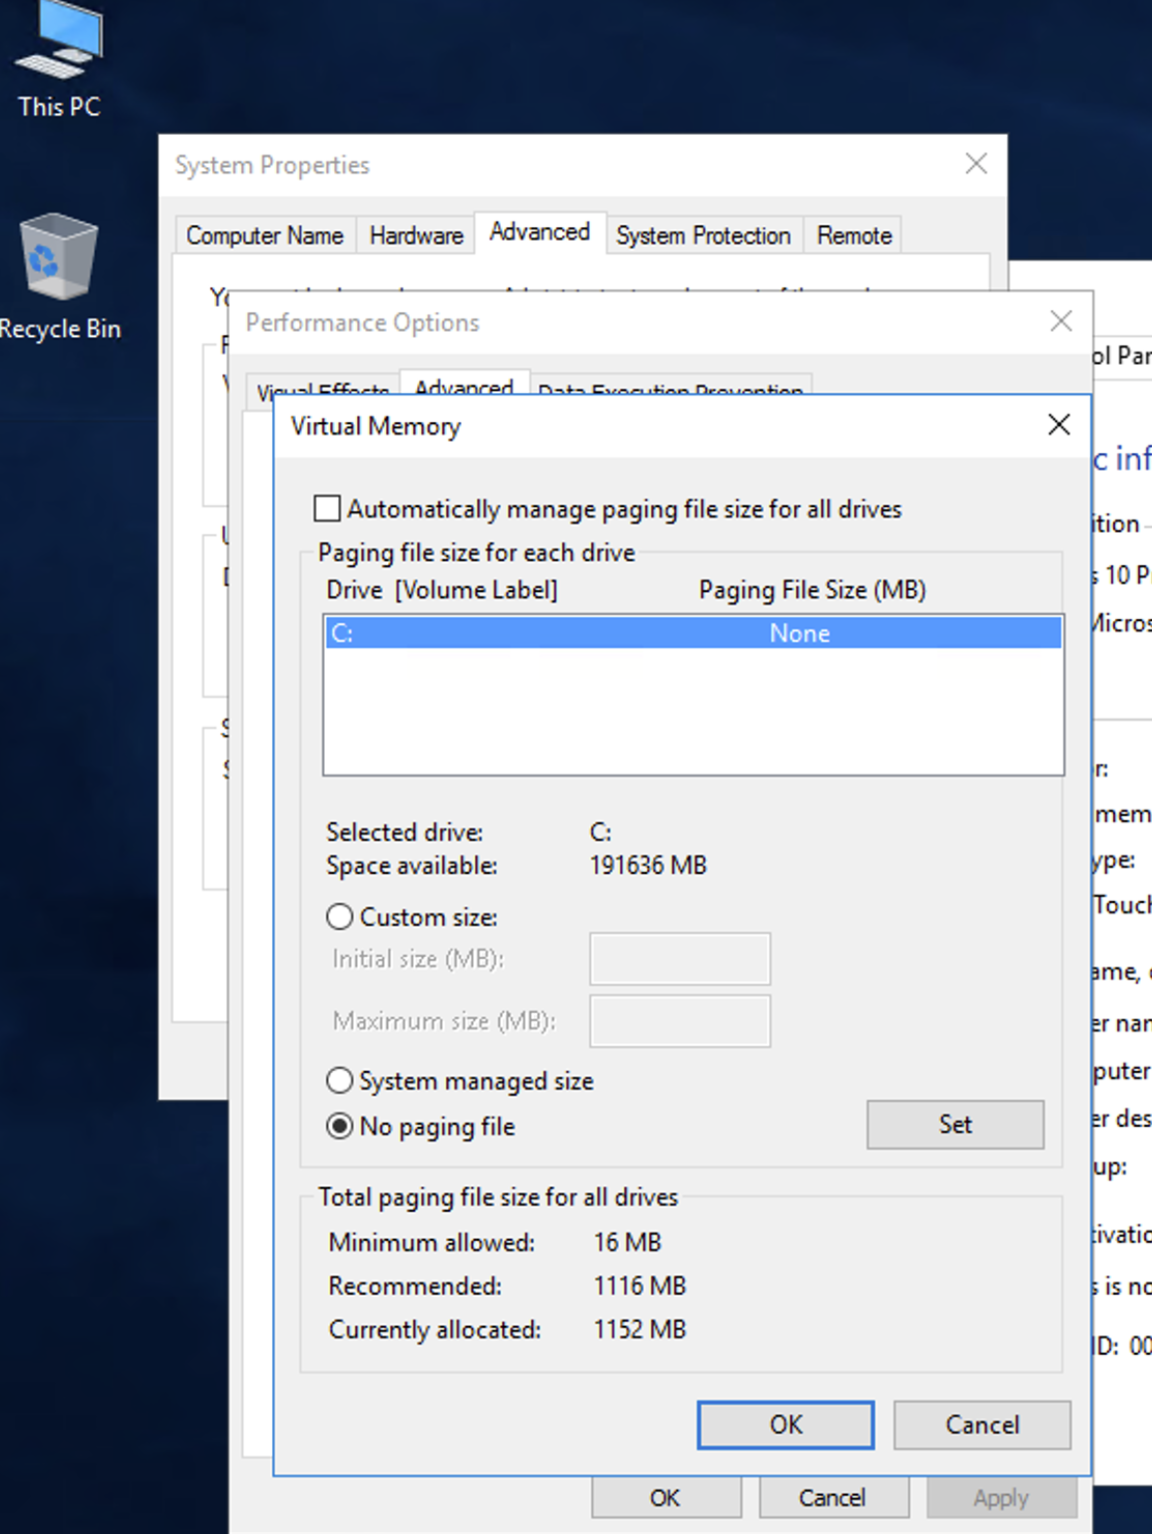 This PC
Recycle Bin
System Properties
Computer Name Hardware Advanced System Protection Remote
Performance Options
Visual Effects Advanced Data Execution Prevention
Virtual Memory
Automatically manage paging file size for all drives
Paging file size for each drive
Drive [Volume Label] Paging File Size (MB)
C: None
Selected drive: C:
Space available: 191636 MB
Custom size:
Initial size (MB):
Maximum size (MB):
System managed size
No paging file
Set
Total paging file size for all drives
Minimum allowed: 16 MB
Recommended: 1116 MB
Currently allocated: 1152 MB
OK Cancel
OK Cancel Apply
ol Par
c inf
ition
s 10 P
Micros
r:
mem
ype:
Touch
ame,
er nam
puter
er des
up:
tivatio
s is no
ID: 00